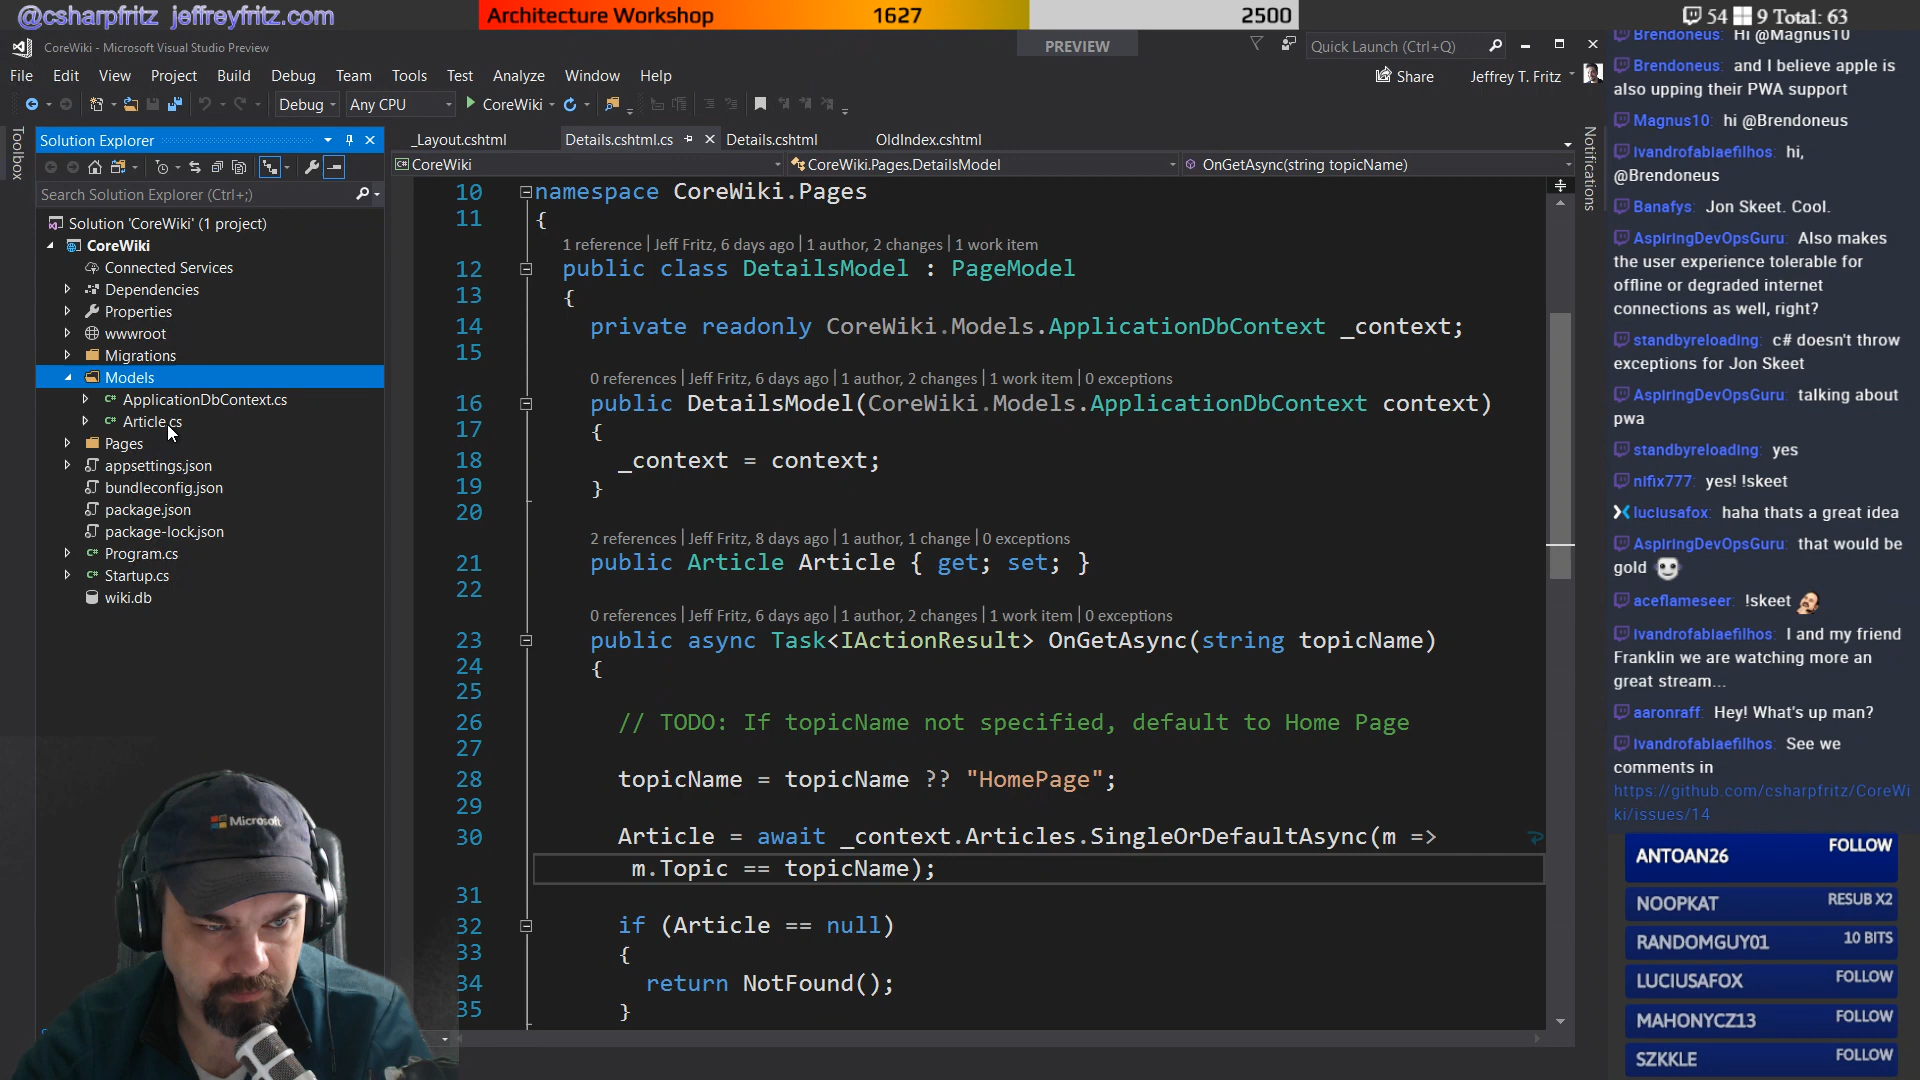 @csharpfritz jeffreyfritz.com
Architecture Workshop 1627 2500
54 9 Total: 63
CoreWiki - Microsoft Visual Studio Preview
PREVIEW
Quick Launch (Ctrl+Q)
File Edit View Project Build Debug Team Tools Test Analyze Window Help
Share
Jeffrey T. Fritz
Debug
Any CPU
CoreWiki
Toolbox
Solution Explorer
Search Solution Explorer (Ctrl+;)
Solution 'CoreWiki' (1 project)
CoreWiki
Connected Services
Dependencies
Properties
wwwroot
Migrations
Models
ApplicationDbContext.cs
Article.cs
Pages
appsettings.json
bundleconfig.json
package.json
package-lock.json
Program.cs
Startup.cs
wiki.db
_Layout.cshtml
Details.cshtml.cs
Details.cshtml
OldIndex.cshtml
CoreWiki
CoreWiki.Pages.DetailsModel
OnGetAsync(string topicName)
10 namespace CoreWiki.Pages
11 {
1 reference | Jeff Fritz, 6 days ago | 1 author, 2 changes | 1 work item
12 public class DetailsModel : PageModel
13 {
14 private readonly CoreWiki.Models.ApplicationDbContext _context;
15
0 references | Jeff Fritz, 6 days ago | 1 author, 2 changes | 1 work item | 0 exceptions
16 public DetailsModel(CoreWiki.Models.ApplicationDbContext context)
17 {
18 _context = context;
19 }
20
2 references | Jeff Fritz, 8 days ago | 1 author, 1 change | 0 exceptions
21 public Article Article { get; set; }
22
0 references | Jeff Fritz, 6 days ago | 1 author, 2 changes | 1 work item | 0 exceptions
23 public async Task<IActionResult> OnGetAsync(string topicName)
24 {
25
26 // TODO: If topicName not specified, default to Home Page
27
28 topicName = topicName ?? "HomePage";
29
30 Article = await _context.Articles.SingleOrDefaultAsync(m =>
m.Topic == topicName);
31
32 if (Article == null)
33 {
34 return NotFound();
35 }
Notifications
Microsoft
Brendoneus: Hi @Magnus10
Brendoneus: and I believe apple is
also upping their PWA support
Magnus10: hi @Brendoneus
lvandrofabiaefilhos: hi,
@Brendoneus
Banafys: Jon Skeet. Cool.
AspiringDevOpsGuru: Also makes
the user experience tolerable for
offline or degraded internet
connections as well, right?
standbyreloading: c# doesn't throw
exceptions for Jon Skeet
AspiringDevOpsGuru: talking about
pwa
standbyreloading: yes
nifix777: yes! !skeet
luciusafox: haha thats a great idea
AspiringDevOpsGuru: that would be
gold
aceflameseer: !skeet
lvandrofabiaefilhos: I and my friend
Franklin we are watching more an
great stream...
aaronraff: Hey! What's up man?
lvandrofabiaefilhos: See we
comments in
https://github.com/csharpfritz/CoreWi
ki/issues/14
ANTOAN26 FOLLOW
NOOPKAT RESUB X2
RANDOMGUY01 10 BITS
LUCIUSAFOX FOLLOW
MAHONYCZ13 FOLLOW
SZKKLE FOLLOW